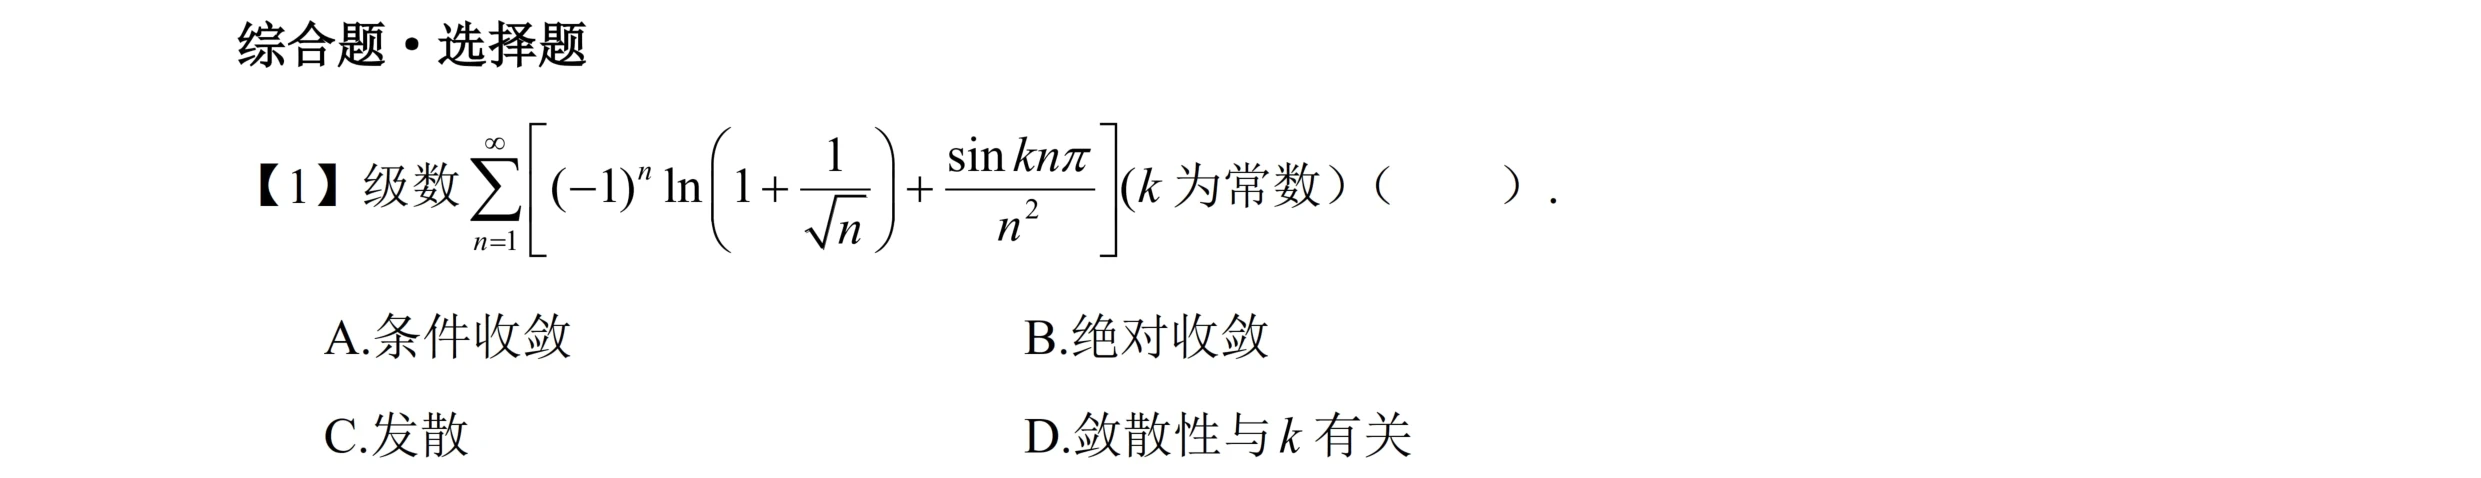 综合题·选择题
【1】级数 $\sum_{n=1}^{\infty}\left[(-1)^n \ln\left(1+\frac{1}{\sqrt{n}}\right)+\frac{\sin kn\pi}{n^2}\right]$(k 为常数)( ).
A.条件收敛 B.绝对收敛
C.发散 D.敛散性与k有关